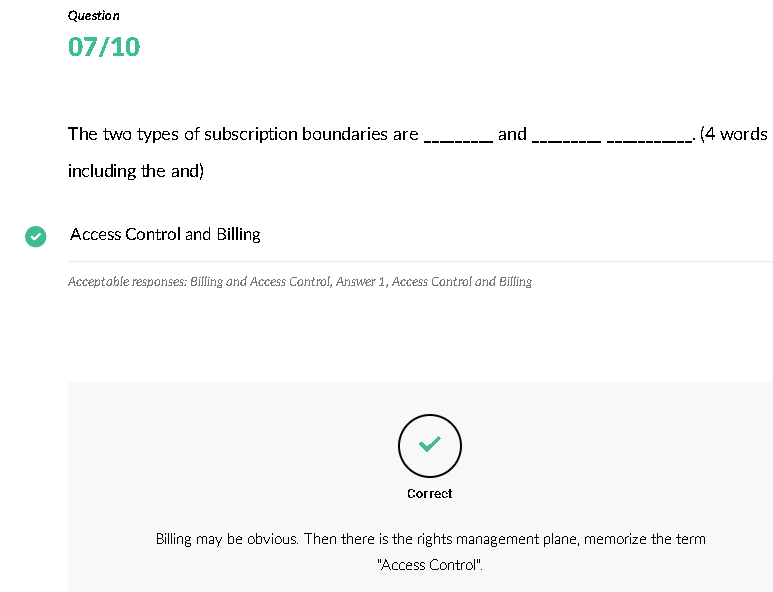 Question
07/10
The two types of subscription boundaries are ________ and ________ __________. (4 words
including the and)
Access Control and Billing
Acceptable responses: Billing and Access Control, Answer 1, Access Control and Billing
Correct
Billing may be obvious. Then there is the rights management plane, memorize the term
"Access Control".